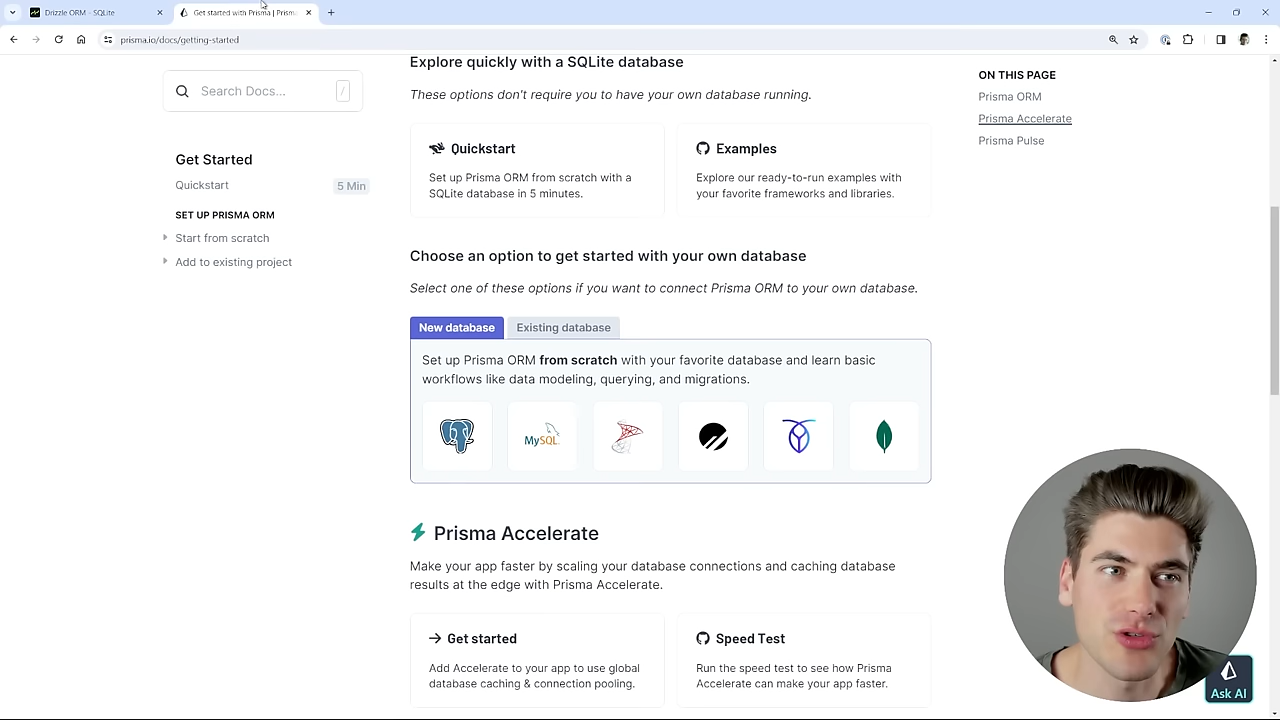 Drizzle ORM - SQLite
Get started with Prisma | Prism
prisma.io/docs/getting-started
Search Docs...
/
Get Started
Quickstart
5 Min
SET UP PRISMA ORM
Start from scratch
Add to existing project
Explore quickly with a SQLite database
These options don't require you to have your own database running.
Quickstart
Set up Prisma ORM from scratch with a
SQLite database in 5 minutes.
Examples
Explore our ready-to-run examples with
your favorite frameworks and libraries.
Choose an option to get started with your own database
Select one of these options if you want to connect Prisma ORM to your own database.
New database
Existing database
Set up Prisma ORM from scratch with your favorite database and learn basic
workflows like data modeling, querying, and migrations.
MySQL
Prisma Accelerate
Make your app faster by scaling your database connections and caching database
results at the edge with Prisma Accelerate.
Get started
Add Accelerate to your app to use global
database caching & connection pooling.
Speed Test
Run the speed test to see how Prisma
Accelerate can make your app faster.
ON THIS PAGE
Prisma ORM
Prisma Accelerate
Prisma Pulse
Ask AI